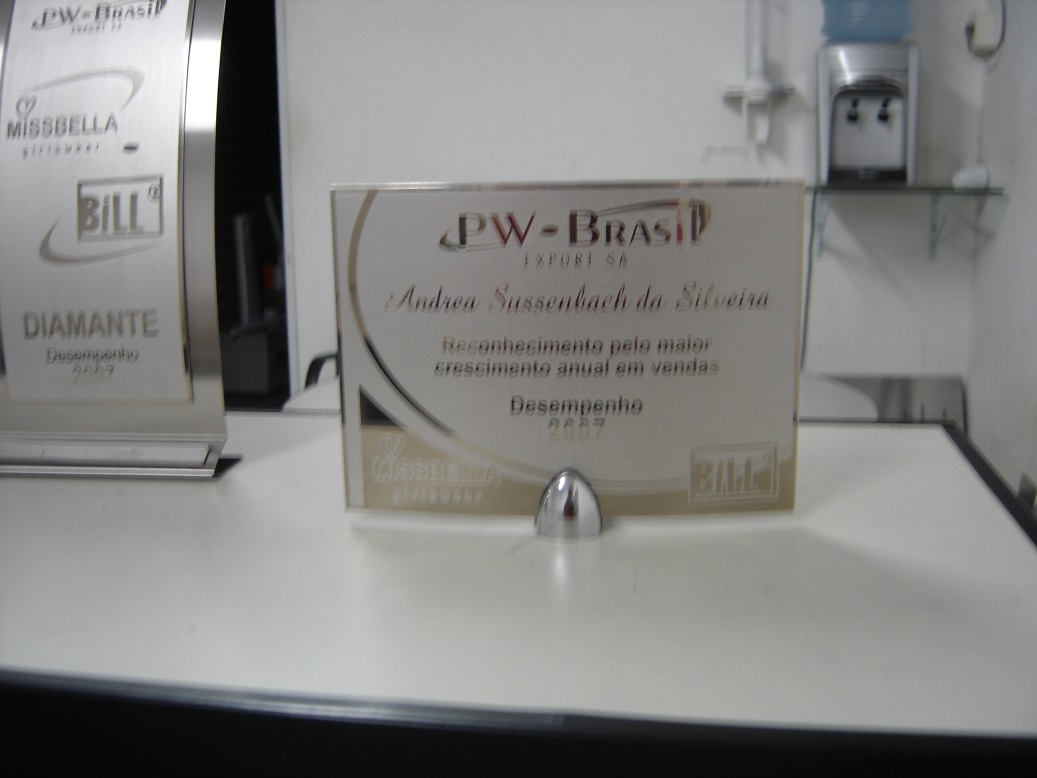 PW-BRASIL
EXPORT SA
MISSBELLA
girlswear
BiLL®
DIAMANTE
Desempenho
2007
PW-BRASIL
EXPORT SA
Andrea Sussenbach da Silveira
Reconhecimento pelo maior
crescimento anual em vendas
Desempenho
2007
MISSBELLA
girlswear
BiLL